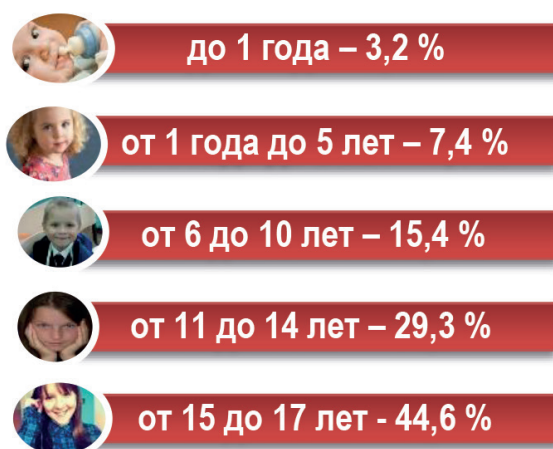 до 1 года – 3,2 %
от 1 года до 5 лет – 7,4 %
от 6 до 10 лет – 15,4 %
от 11 до 14 лет – 29,3 %
от 15 до 17 лет - 44,6 %